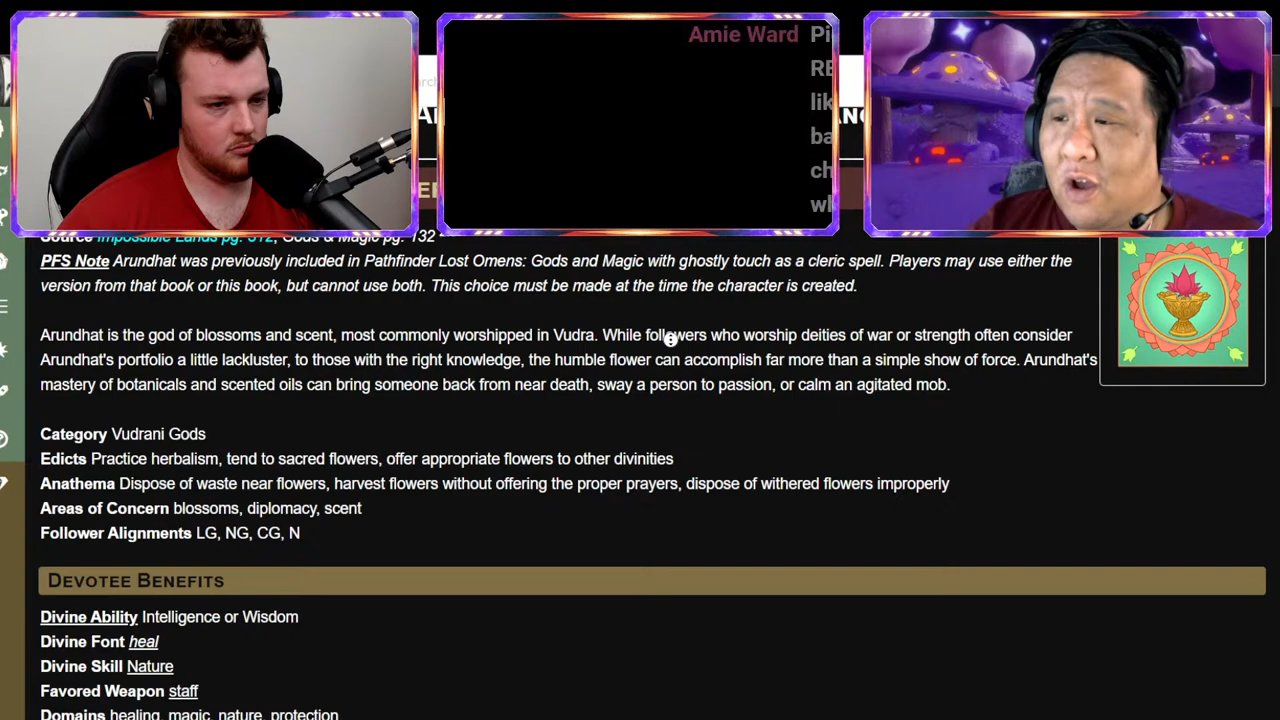 Amie Ward
Source Impossible Lands pg. 312, Gods & Magic pg. 132
PFS Note Arundhat was previously included in Pathfinder Lost Omens: Gods and Magic with ghostly touch as a cleric spell. Players may use either the
version from that book or this book, but cannot use both. This choice must be made at the time the character is created.
Arundhat is the god of blossoms and scent, most commonly worshipped in Vudra. While followers who worship deities of war or strength often consider
Arundhat's portfolio a little lackluster, to those with the right knowledge, the humble flower can accomplish far more than a simple show of force. Arundhat's
mastery of botanicals and scented oils can bring someone back from near death, sway a person to passion, or calm an agitated mob.
Category Vudrani Gods
Edicts Practice herbalism, tend to sacred flowers, offer appropriate flowers to other divinities
Anathema Dispose of waste near flowers, harvest flowers without offering the proper prayers, dispose of withered flowers improperly
Areas of Concern blossoms, diplomacy, scent
Follower Alignments LG, NG, CG, N
DEVOTEE BENEFITS
Divine Ability Intelligence or Wisdom
Divine Font heal
Divine Skill Nature
Favored Weapon staff
Domains healing, magic, nature, protection